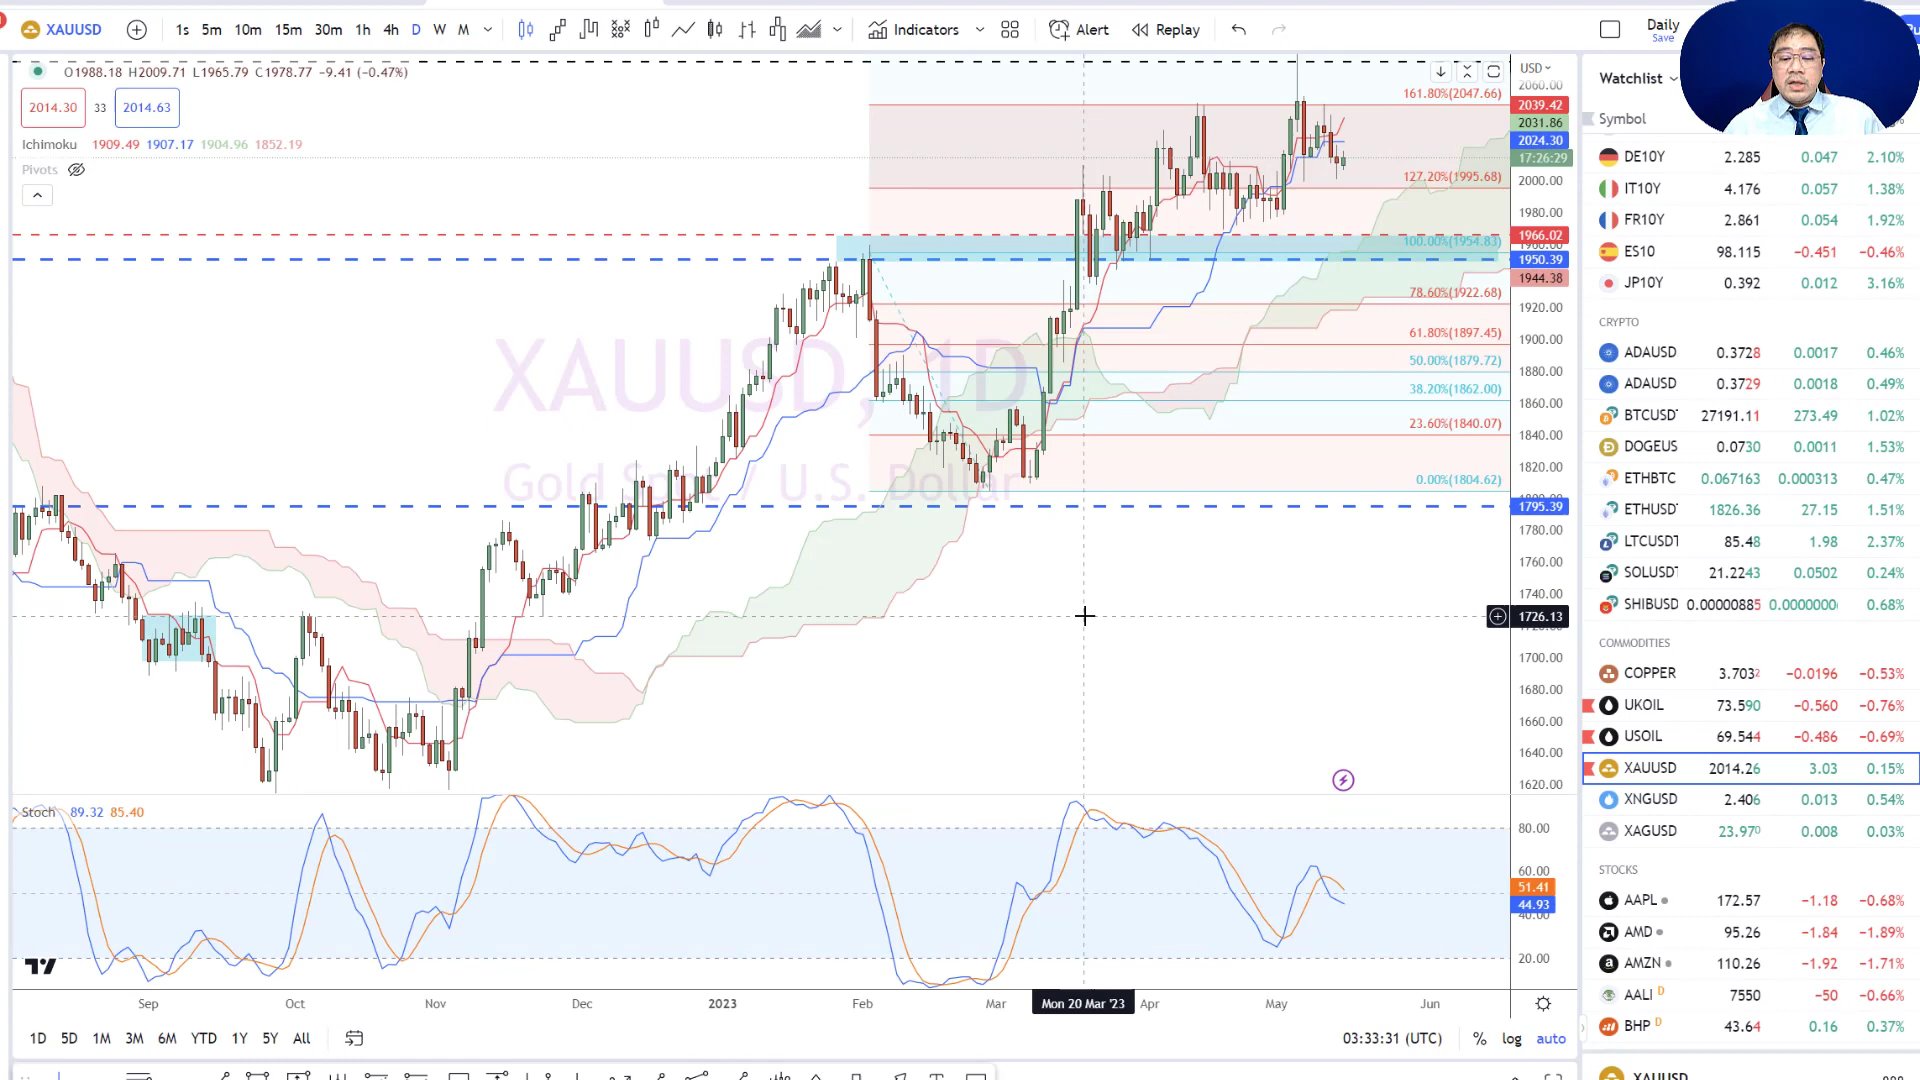 XAUUSD 1s 5m 10m 15m 30m 1h 4h D W M Indicators Alert Replay Daily
Save
O1988.18 H2009.71 L1965.79 C1978.77 −9.41 (−0.47%)
2014.30 33 2014.63
Ichimoku 1909.49 1907.17 1904.96 1852.19
Pivots
XAUUSD, 1D
Gold Spot / U.S. Dollar
161.80%(2047.66)
127.20%(1995.68)
100.00%(1954.83)
78.60%(1922.68)
61.80%(1897.45)
50.00%(1879.72)
38.20%(1862.00)
23.60%(1840.07)
0.00%(1804.62)
USD
2060.00
2039.42
2031.86
2024.30
17:26:29
2000.00
1980.00
1966.02
1950.39
1944.38
1920.00
1900.00
1880.00
1860.00
1840.00
1820.00
1795.39
1780.00
1760.00
1740.00
1726.13
1700.00
1680.00
1660.00
1640.00
1620.00
Stoch 89.32 85.40
80.00
60.00
51.41
44.93
40.00
20.00
Sep Oct Nov Dec 2023 Feb Mar Mon 20 Mar '23 Apr May Jun
1D 5D 1M 3M 6M YTD 1Y 5Y All 03:33:31 (UTC) % log auto
Watchlist
Symbol
DE10Y 2.285 0.047 2.10%
IT10Y 4.176 0.057 1.38%
FR10Y 2.861 0.054 1.92%
ES10 98.115 −0.451 −0.46%
JP10Y 0.392 0.012 3.16%
CRYPTO
ADAUSD 0.3728 0.0017 0.46%
ADAUSD 0.3729 0.0018 0.49%
BTCUSD 27191.11 273.49 1.02%
DOGEUS 0.0730 0.0011 1.53%
ETHBTC 0.067163 0.000313 0.47%
ETHUSD 1826.36 27.15 1.51%
LTCUSD 85.48 1.98 2.37%
SOLUSD 21.2243 0.0502 0.24%
SHIBUSD 0.00000885 0.0000000 0.68%
COMMODITIES
COPPER 3.7032 −0.0196 −0.53%
UKOIL 73.590 −0.560 −0.76%
USOIL 69.544 −0.486 −0.69%
XAUUSD 2014.26 3.03 0.15%
XNGUSD 2.406 0.013 0.54%
XAGUSD 23.970 0.008 0.03%
STOCKS
AAPL 172.57 −1.18 −0.68%
AMD 95.26 −1.84 −1.89%
AMZN 110.26 −1.92 −1.71%
AALI D 7550 −50 −0.66%
BHP D 43.64 0.16 0.37%
XAUUSD